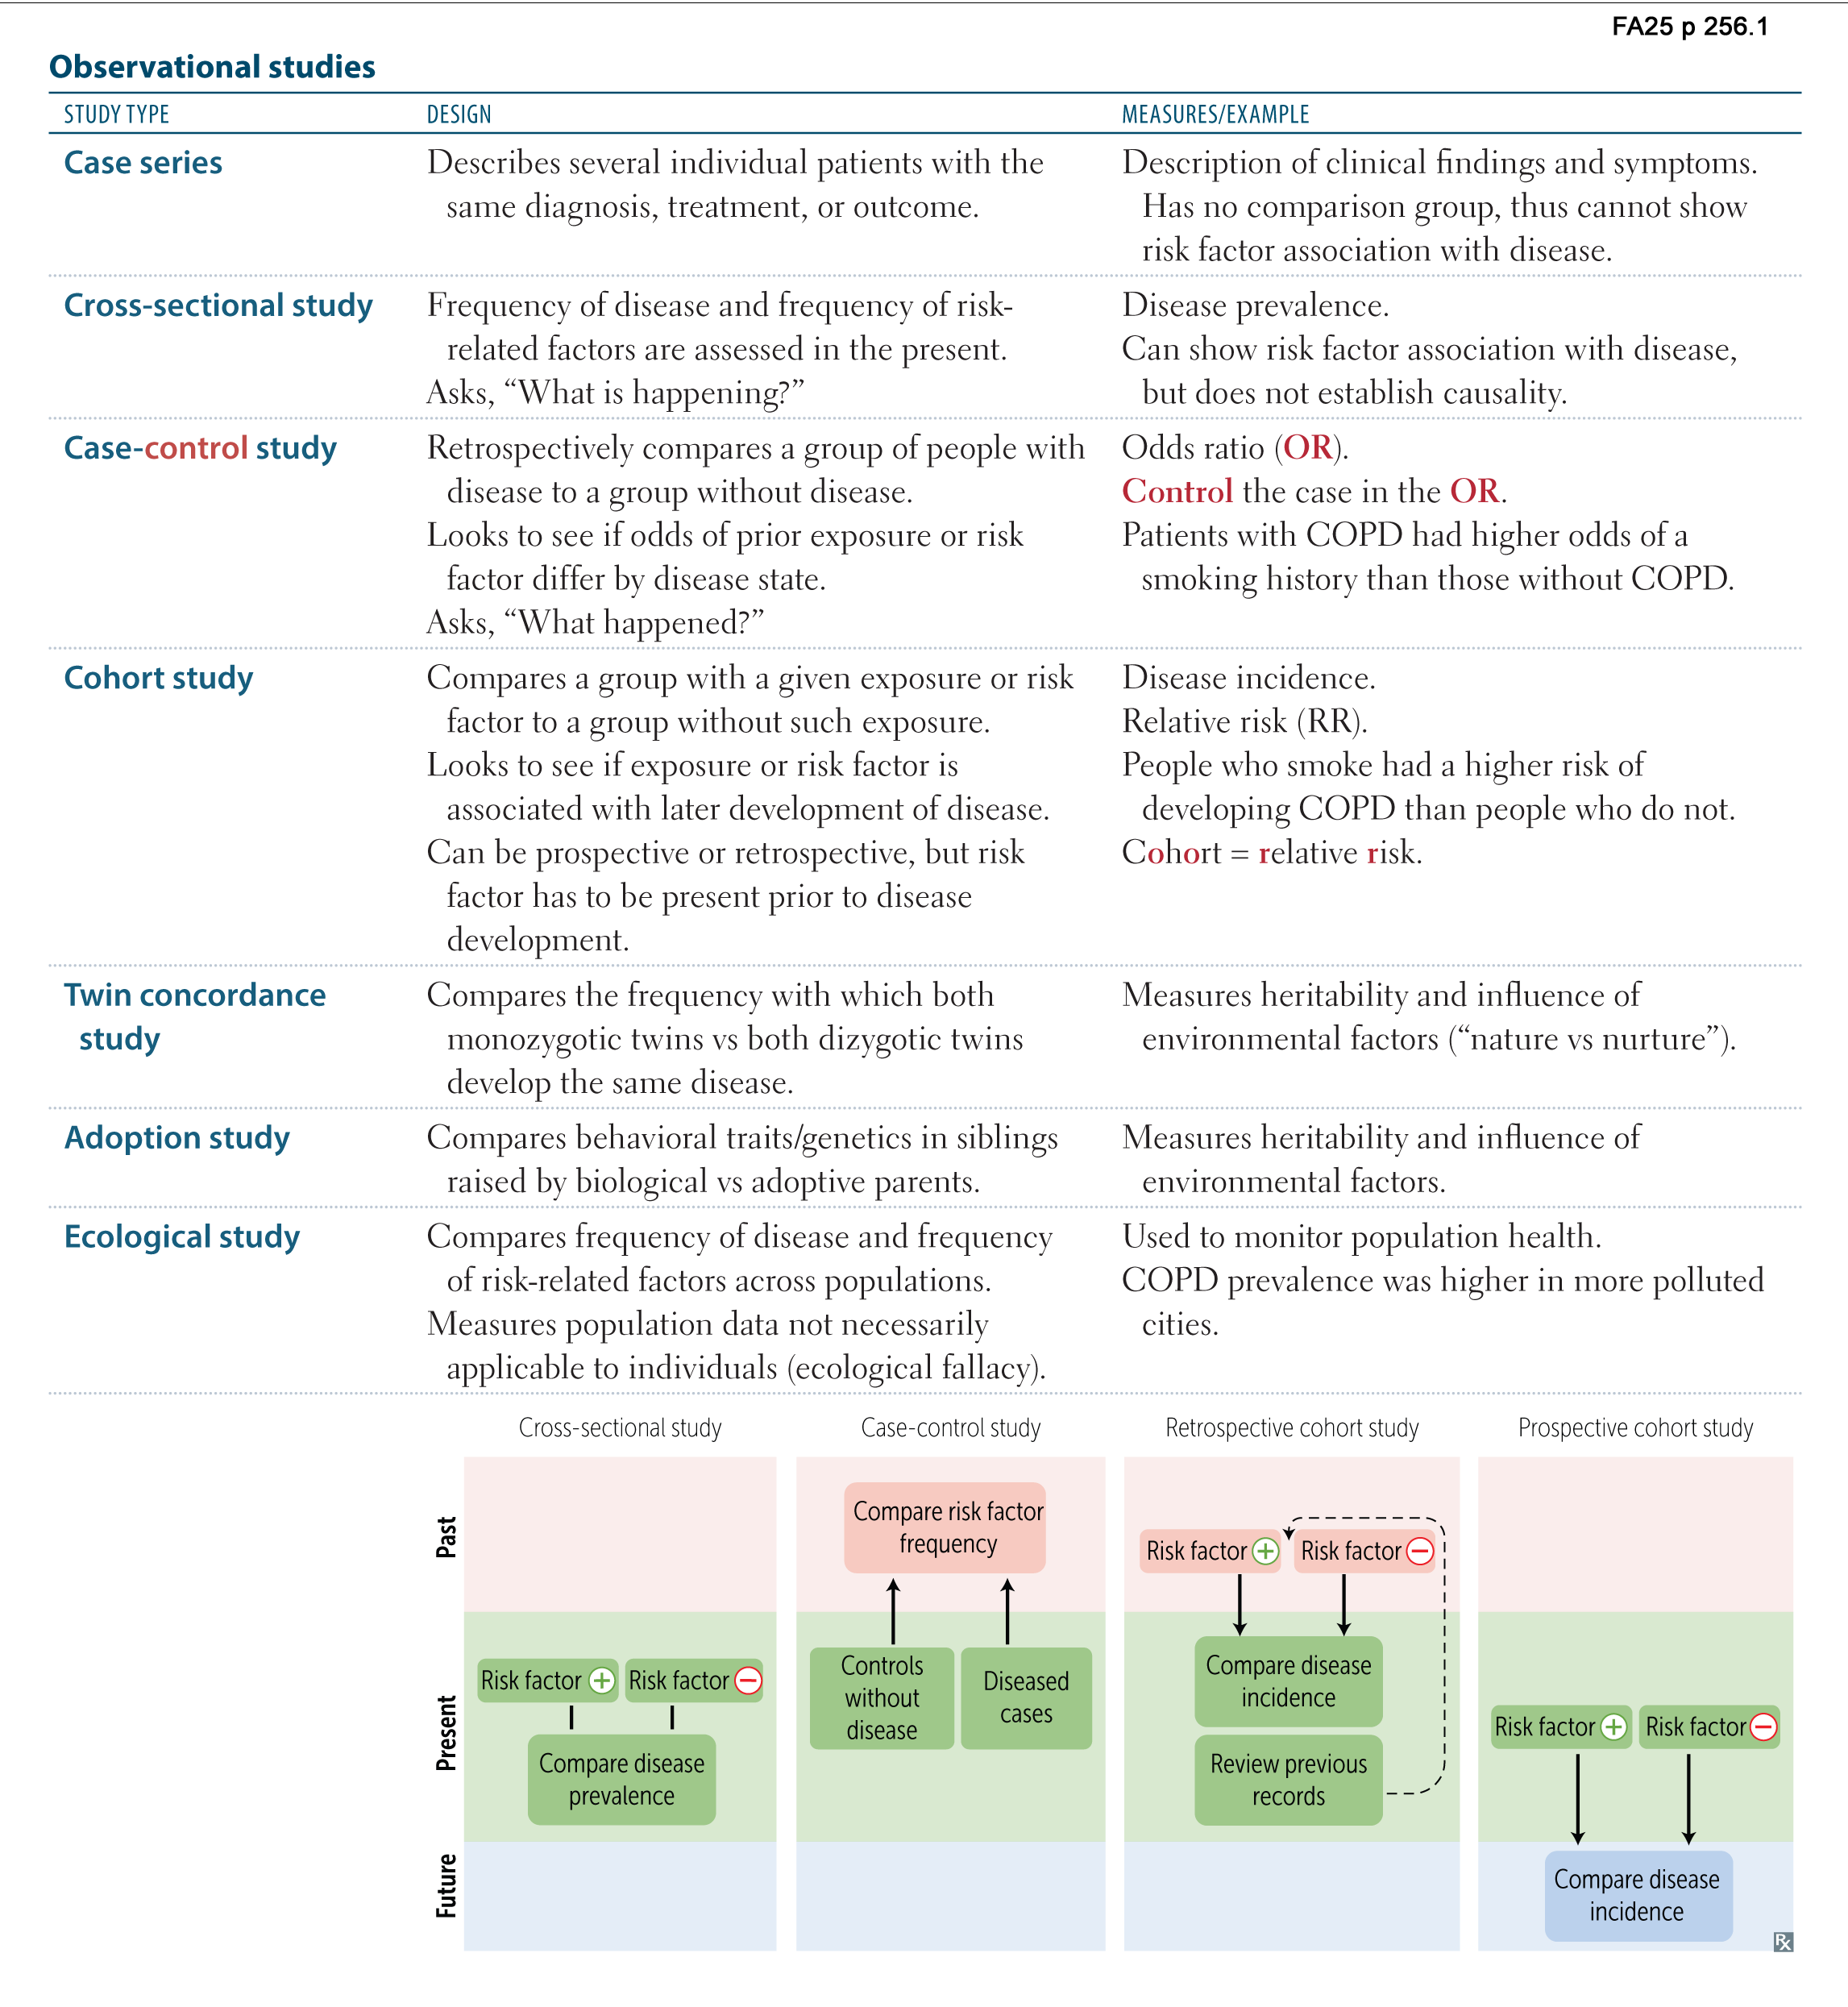 FA25 p 256.1
Observational studies
STUDY TYPE DESIGN MEASURES/EXAMPLE
Case series
Describes several individual patients with the
same diagnosis, treatment, or outcome.
Description of clinical findings and symptoms.
Has no comparison group, thus cannot show
risk factor association with disease.
Cross-sectional study
Frequency of disease and frequency of risk-
related factors are assessed in the present.
Asks, “What is happening?”
Disease prevalence.
Can show risk factor association with disease,
but does not establish causality.
Case-control study
Retrospectively compares a group of people with
disease to a group without disease.
Looks to see if odds of prior exposure or risk
factor differ by disease state.
Asks, “What happened?”
Odds ratio (OR).
Control the case in the OR.
Patients with COPD had higher odds of a
smoking history than those without COPD.
Cohort study
Compares a group with a given exposure or risk
factor to a group without such exposure.
Looks to see if exposure or risk factor is
associated with later development of disease.
Can be prospective or retrospective, but risk
factor has to be present prior to disease
development.
Disease incidence.
Relative risk (RR).
People who smoke had a higher risk of
developing COPD than people who do not.
Cohort = relative risk.
Twin concordance
study
Compares the frequency with which both
monozygotic twins vs both dizygotic twins
develop the same disease.
Measures heritability and influence of
environmental factors (“nature vs nurture”).
Adoption study
Compares behavioral traits/genetics in siblings
raised by biological vs adoptive parents.
Measures heritability and influence of
environmental factors.
Ecological study
Compares frequency of disease and frequency
of risk-related factors across populations.
Measures population data not necessarily
applicable to individuals (ecological fallacy).
Used to monitor population health.
COPD prevalence was higher in more polluted
cities.
Cross-sectional study
Case-control study
Retrospective cohort study
Prospective cohort study
Past
Present
Future
Risk factor +
Risk factor −
Compare disease
prevalence
Compare risk factor
frequency
Controls
without
disease
Diseased
cases
Risk factor +
Risk factor −
Compare disease
incidence
Review previous
records
Risk factor +
Risk factor −
Compare disease
incidence
Rx